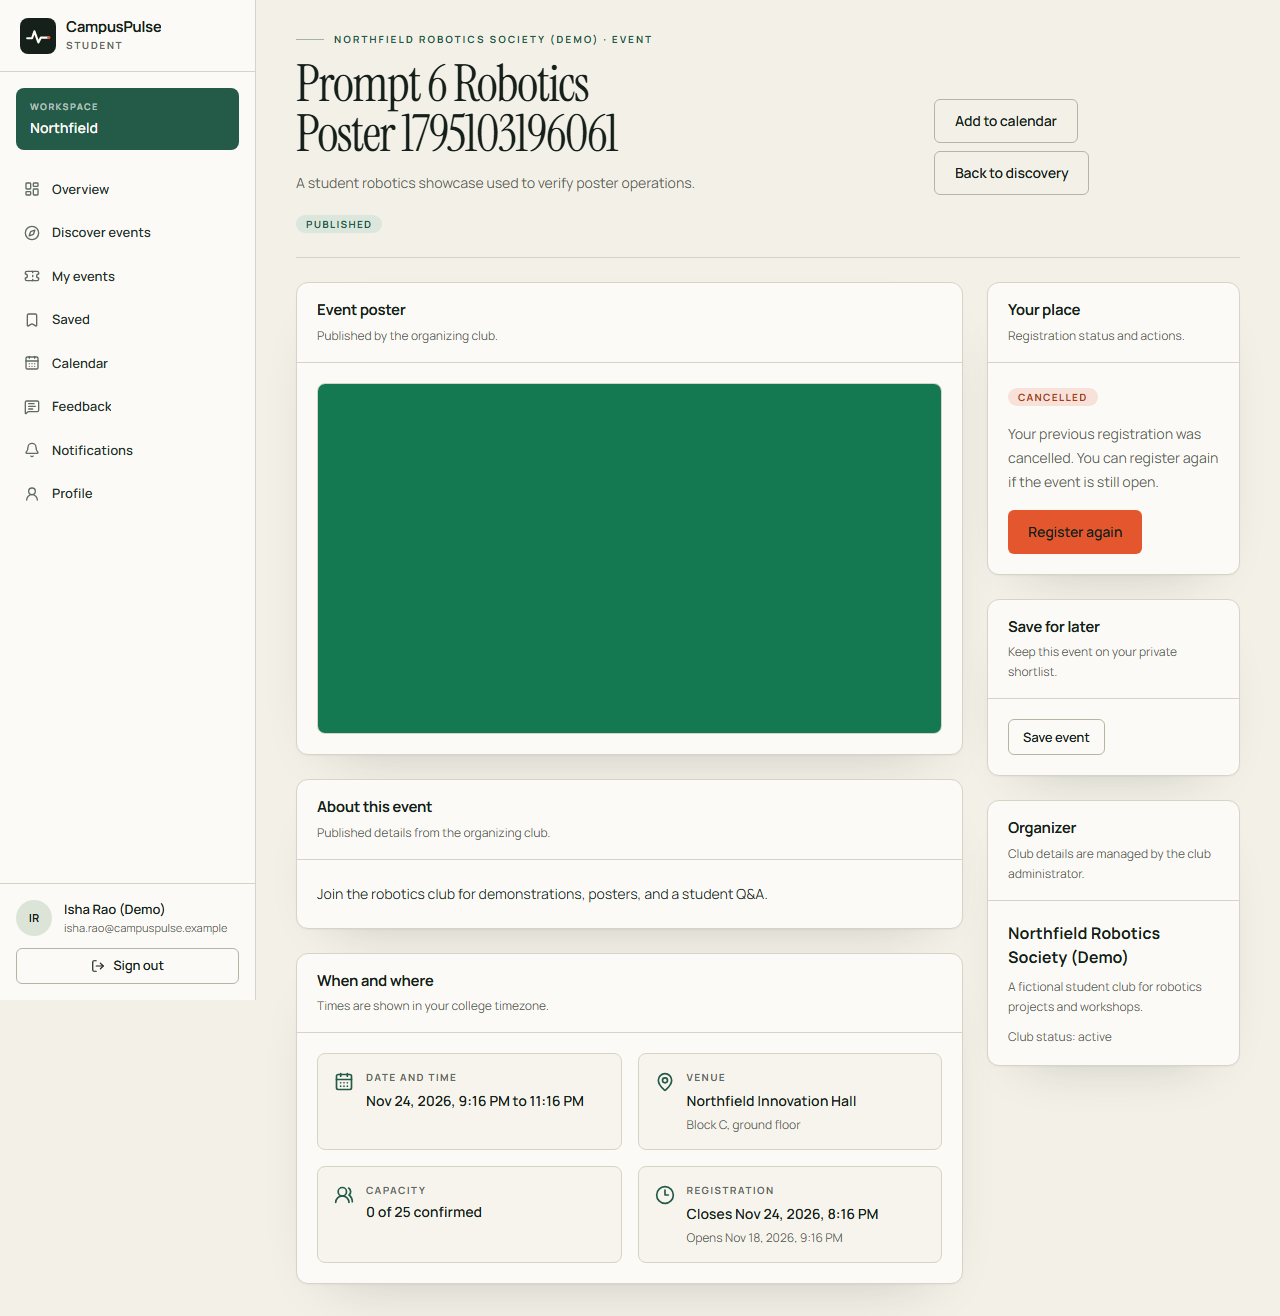 CampusPulse
STUDENT
WORKSPACE
Northfield
Overview
Discover events
My events
Saved
Calendar
Feedback
Notifications
Profile
IR
Isha Rao (Demo)
isha.rao@campuspulse.example
Sign out
NORTHFIELD ROBOTICS SOCIETY (DEMO) · EVENT
Prompt 6 Robotics
Poster 1795103196061
A student robotics showcase used to verify poster operations.
PUBLISHED
Add to calendar
Back to discovery
Event poster
Published by the organizing club.
About this event
Published details from the organizing club.
Join the robotics club for demonstrations, posters, and a student Q&A.
When and where
Times are shown in your college timezone.
DATE AND TIME
Nov 24, 2026, 9:16 PM to 11:16 PM
VENUE
Northfield Innovation Hall
Block C, ground floor
CAPACITY
0 of 25 confirmed
REGISTRATION
Closes Nov 24, 2026, 8:16 PM
Opens Nov 18, 2026, 9:16 PM
Your place
Registration status and actions.
CANCELLED
Your previous registration was
cancelled. You can register again
if the event is still open.
Register again
Save for later
Keep this event on your private
shortlist.
Save event
Organizer
Club details are managed by the club
administrator.
Northfield Robotics
Society (Demo)
A fictional student club for robotics
projects and workshops.
Club status: active